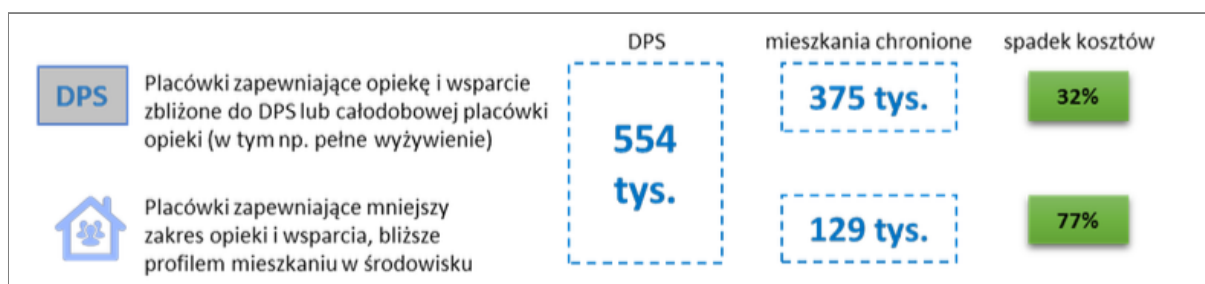 DPS
mieszkania chronione
spadek kosztów
DPS
Placówki zapewniające opiekę i wsparcie
zbliżone do DPS lub całodobowej placówki
opieki (w tym np. pełne wyżywienie)
554
tys.
375 tys.
32%
Placówki zapewniające mniejszy
zakres opieki i wsparcia, bliższe
profilem mieszkaniu w środowisku
129 tys.
77%